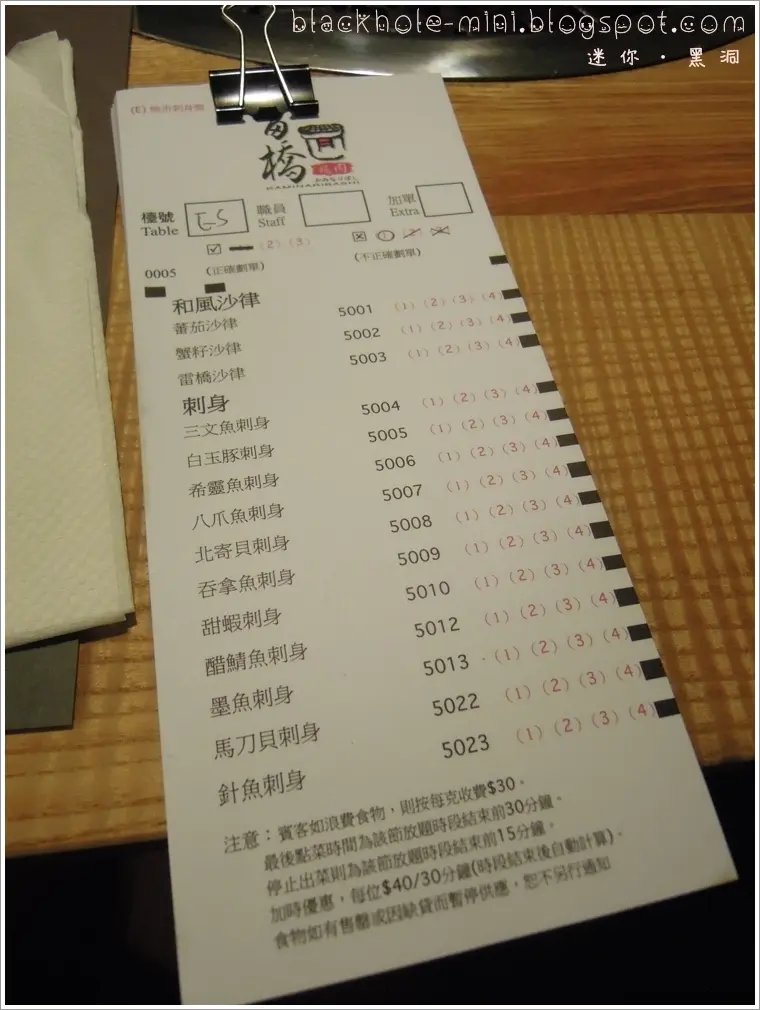 blackhole-mini.blogspot.com
迷你·黑洞
橋
KAMINARIBASHI
檯號 Table E-5 職員 Staff 加單 Extra
(2) (3)
0005 (正確劃單) (不正確劃單)
和風沙律
蕃茄沙律 5001 (1) (2) (3) (4)
蟹籽沙律 5002 (1) (2) (3) (4)
雷橋沙律 5003 (1) (2) (3) (4)
刺身
三文魚刺身 5004 (1) (2) (3) (4)
白玉豚刺身 5005 (1) (2) (3) (4)
希靈魚刺身 5006 (1) (2) (3) (4)
八爪魚刺身 5007 (1) (2) (3) (4)
北寄貝刺身 5008 (1) (2) (3) (4)
吞拿魚刺身 5009 (1) (2) (3) (4)
甜蝦刺身 5010 (1) (2) (3) (4)
醋鯖魚刺身 5012 (1) (2) (3) (4)
墨魚刺身 5013 (1) (2) (3) (4)
馬刀貝刺身 5022 (1) (2) (3) (4)
針魚刺身 5023 (1) (2) (3) (4)
注意：賓客如浪費食物，則按每克收費$30。
最後點菜時間為該節放題時段結束前30分鐘。
停止出菜則為該節放題時段結束前15分鐘。
加時優惠，每位$40/30分鐘(時段結束後自動計算)。
食物如有售罄或因缺貨而暫停供應，恕不另行通知